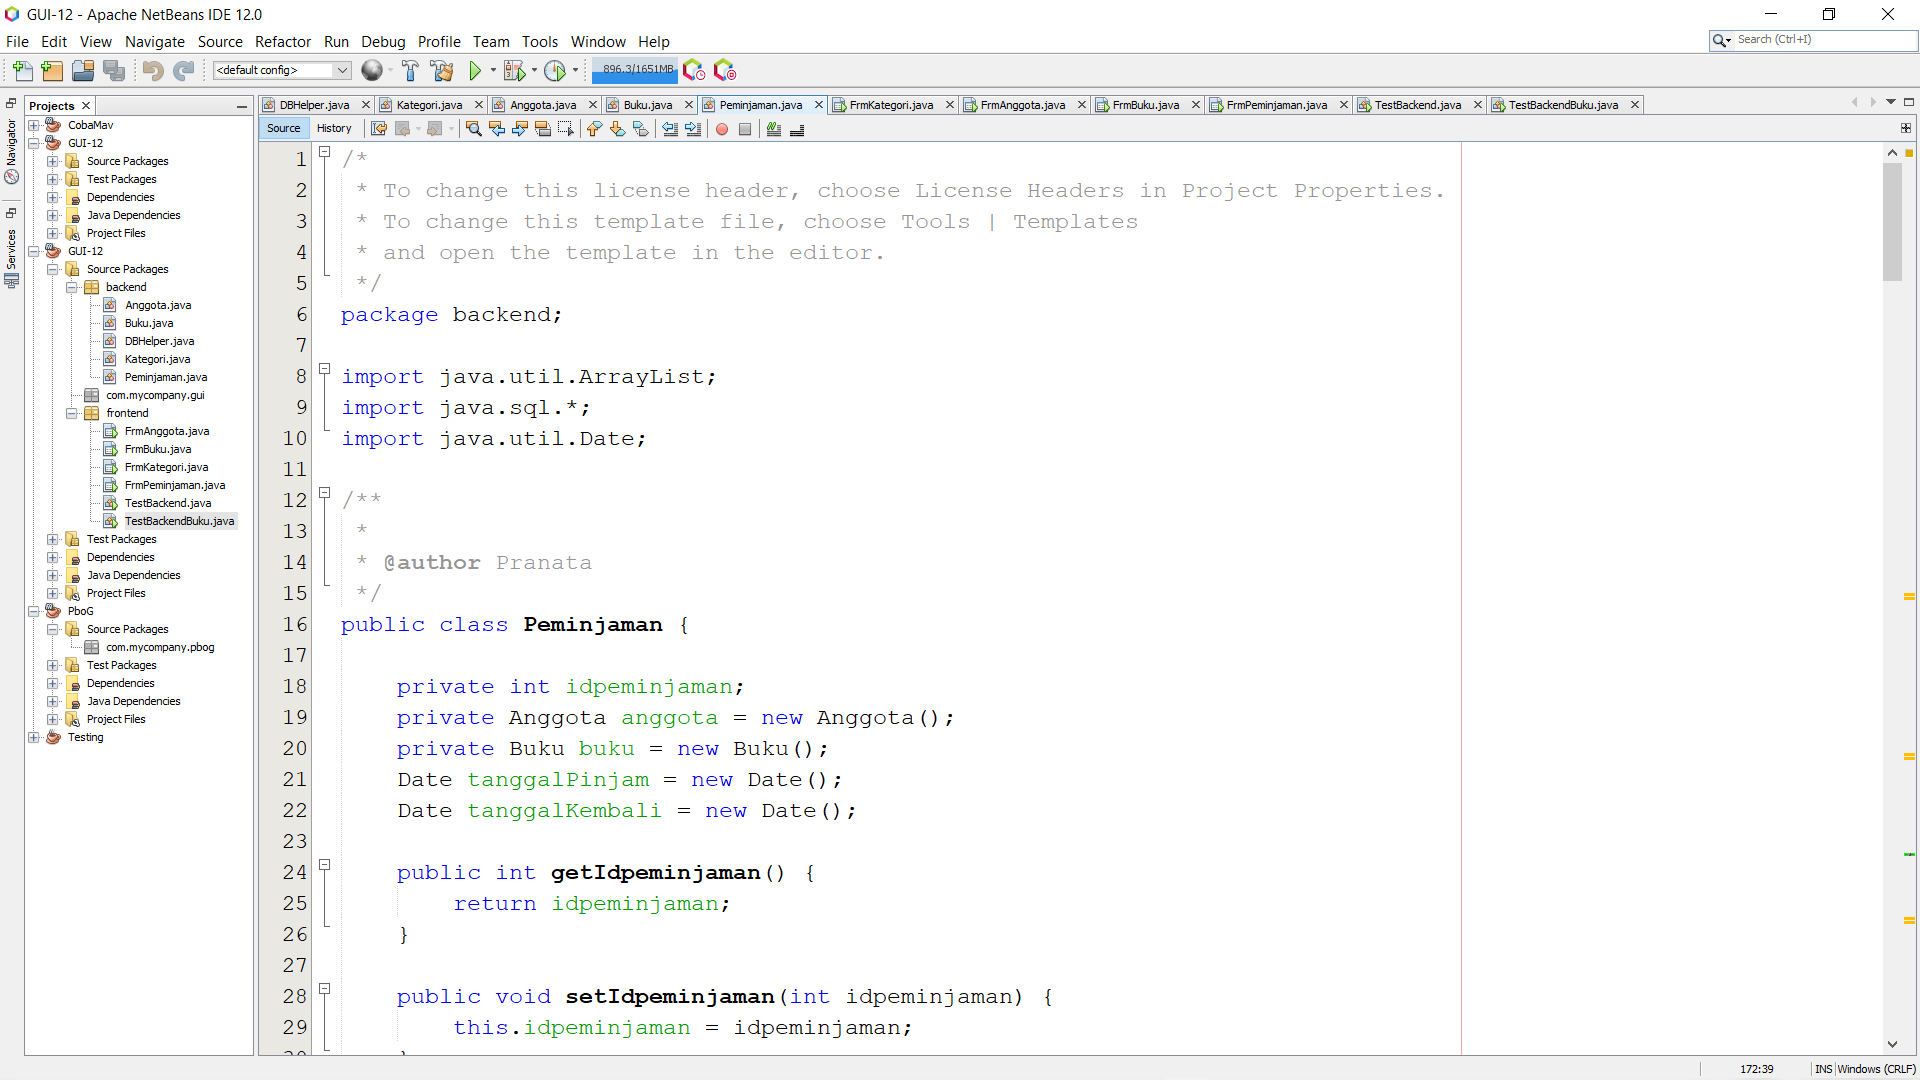 GUI-12 - Apache NetBeans IDE 12.0
File Edit View Navigate Source Refactor Run Debug Profile Team Tools Window Help
Search (Ctrl+I)
<default config>
896.3/1651MB
Projects
DBHelper.java Kategori.java Anggota.java Buku.java Peminjaman.java FrmKategori.java FrmAnggota.java FrmBuku.java FrmPeminjaman.java TestBackend.java TestBackendBuku.java
Source History
Navigator
Services
CobaMav
GUI-12
Source Packages
Test Packages
Dependencies
Java Dependencies
Project Files
GUI-12
Source Packages
backend
Anggota.java
Buku.java
DBHelper.java
Kategori.java
Peminjaman.java
com.mycompany.gui
frontend
FrmAnggota.java
FrmBuku.java
FrmKategori.java
FrmPeminjaman.java
TestBackend.java
TestBackendBuku.java
Test Packages
Dependencies
Java Dependencies
Project Files
PboG
Source Packages
com.mycompany.pbog
Test Packages
Dependencies
Java Dependencies
Project Files
Testing
1 /*
2 * To change this license header, choose License Headers in Project Properties.
3 * To change this template file, choose Tools | Templates
4 * and open the template in the editor.
5 */
6 package backend;
7
8 import java.util.ArrayList;
9 import java.sql.*;
10 import java.util.Date;
11
12 /**
13 *
14 * @author Pranata
15 */
16 public class Peminjaman {
17
18 private int idpeminjaman;
19 private Anggota anggota = new Anggota();
20 private Buku buku = new Buku();
21 Date tanggalPinjam = new Date();
22 Date tanggalKembali = new Date();
23
24 public int getIdpeminjaman() {
25 return idpeminjaman;
26 }
27
28 public void setIdpeminjaman(int idpeminjaman) {
29 this.idpeminjaman = idpeminjaman;
172:39 INS Windows (CRLF)